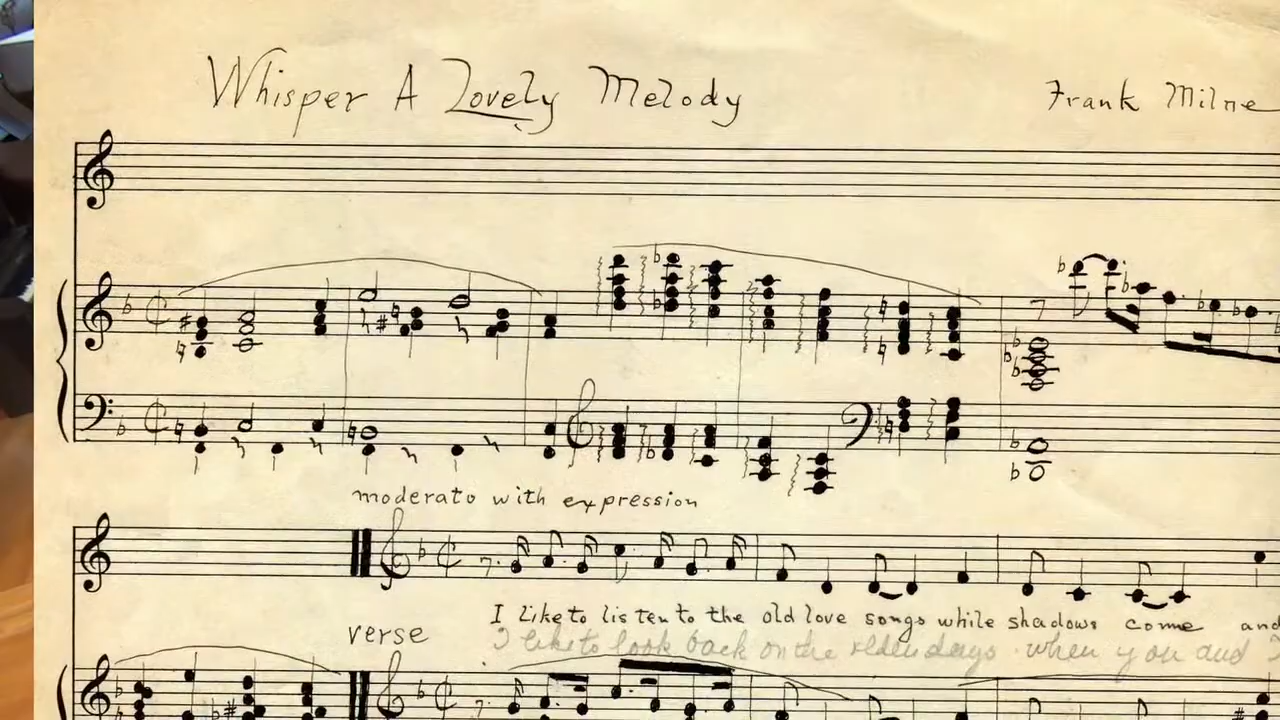 Whisper A Lovely Melody
Frank Milne
moderato with expression
I like to listen to the old love songs while shadows come and
verse
I like to look back on the olden days when you and I